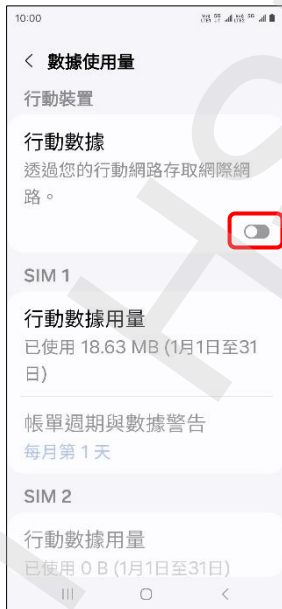 10:00
數據使用量
行動裝置
行動數據
透過您的行動網路存取網際網
路。
SIM 1
行動數據用量
已使用 18.63 MB (1月1日至31
日)
帳單週期與數據警告
每月第 1 天
SIM 2
行動數據用量
已使用 0 B (1月1日至31日)